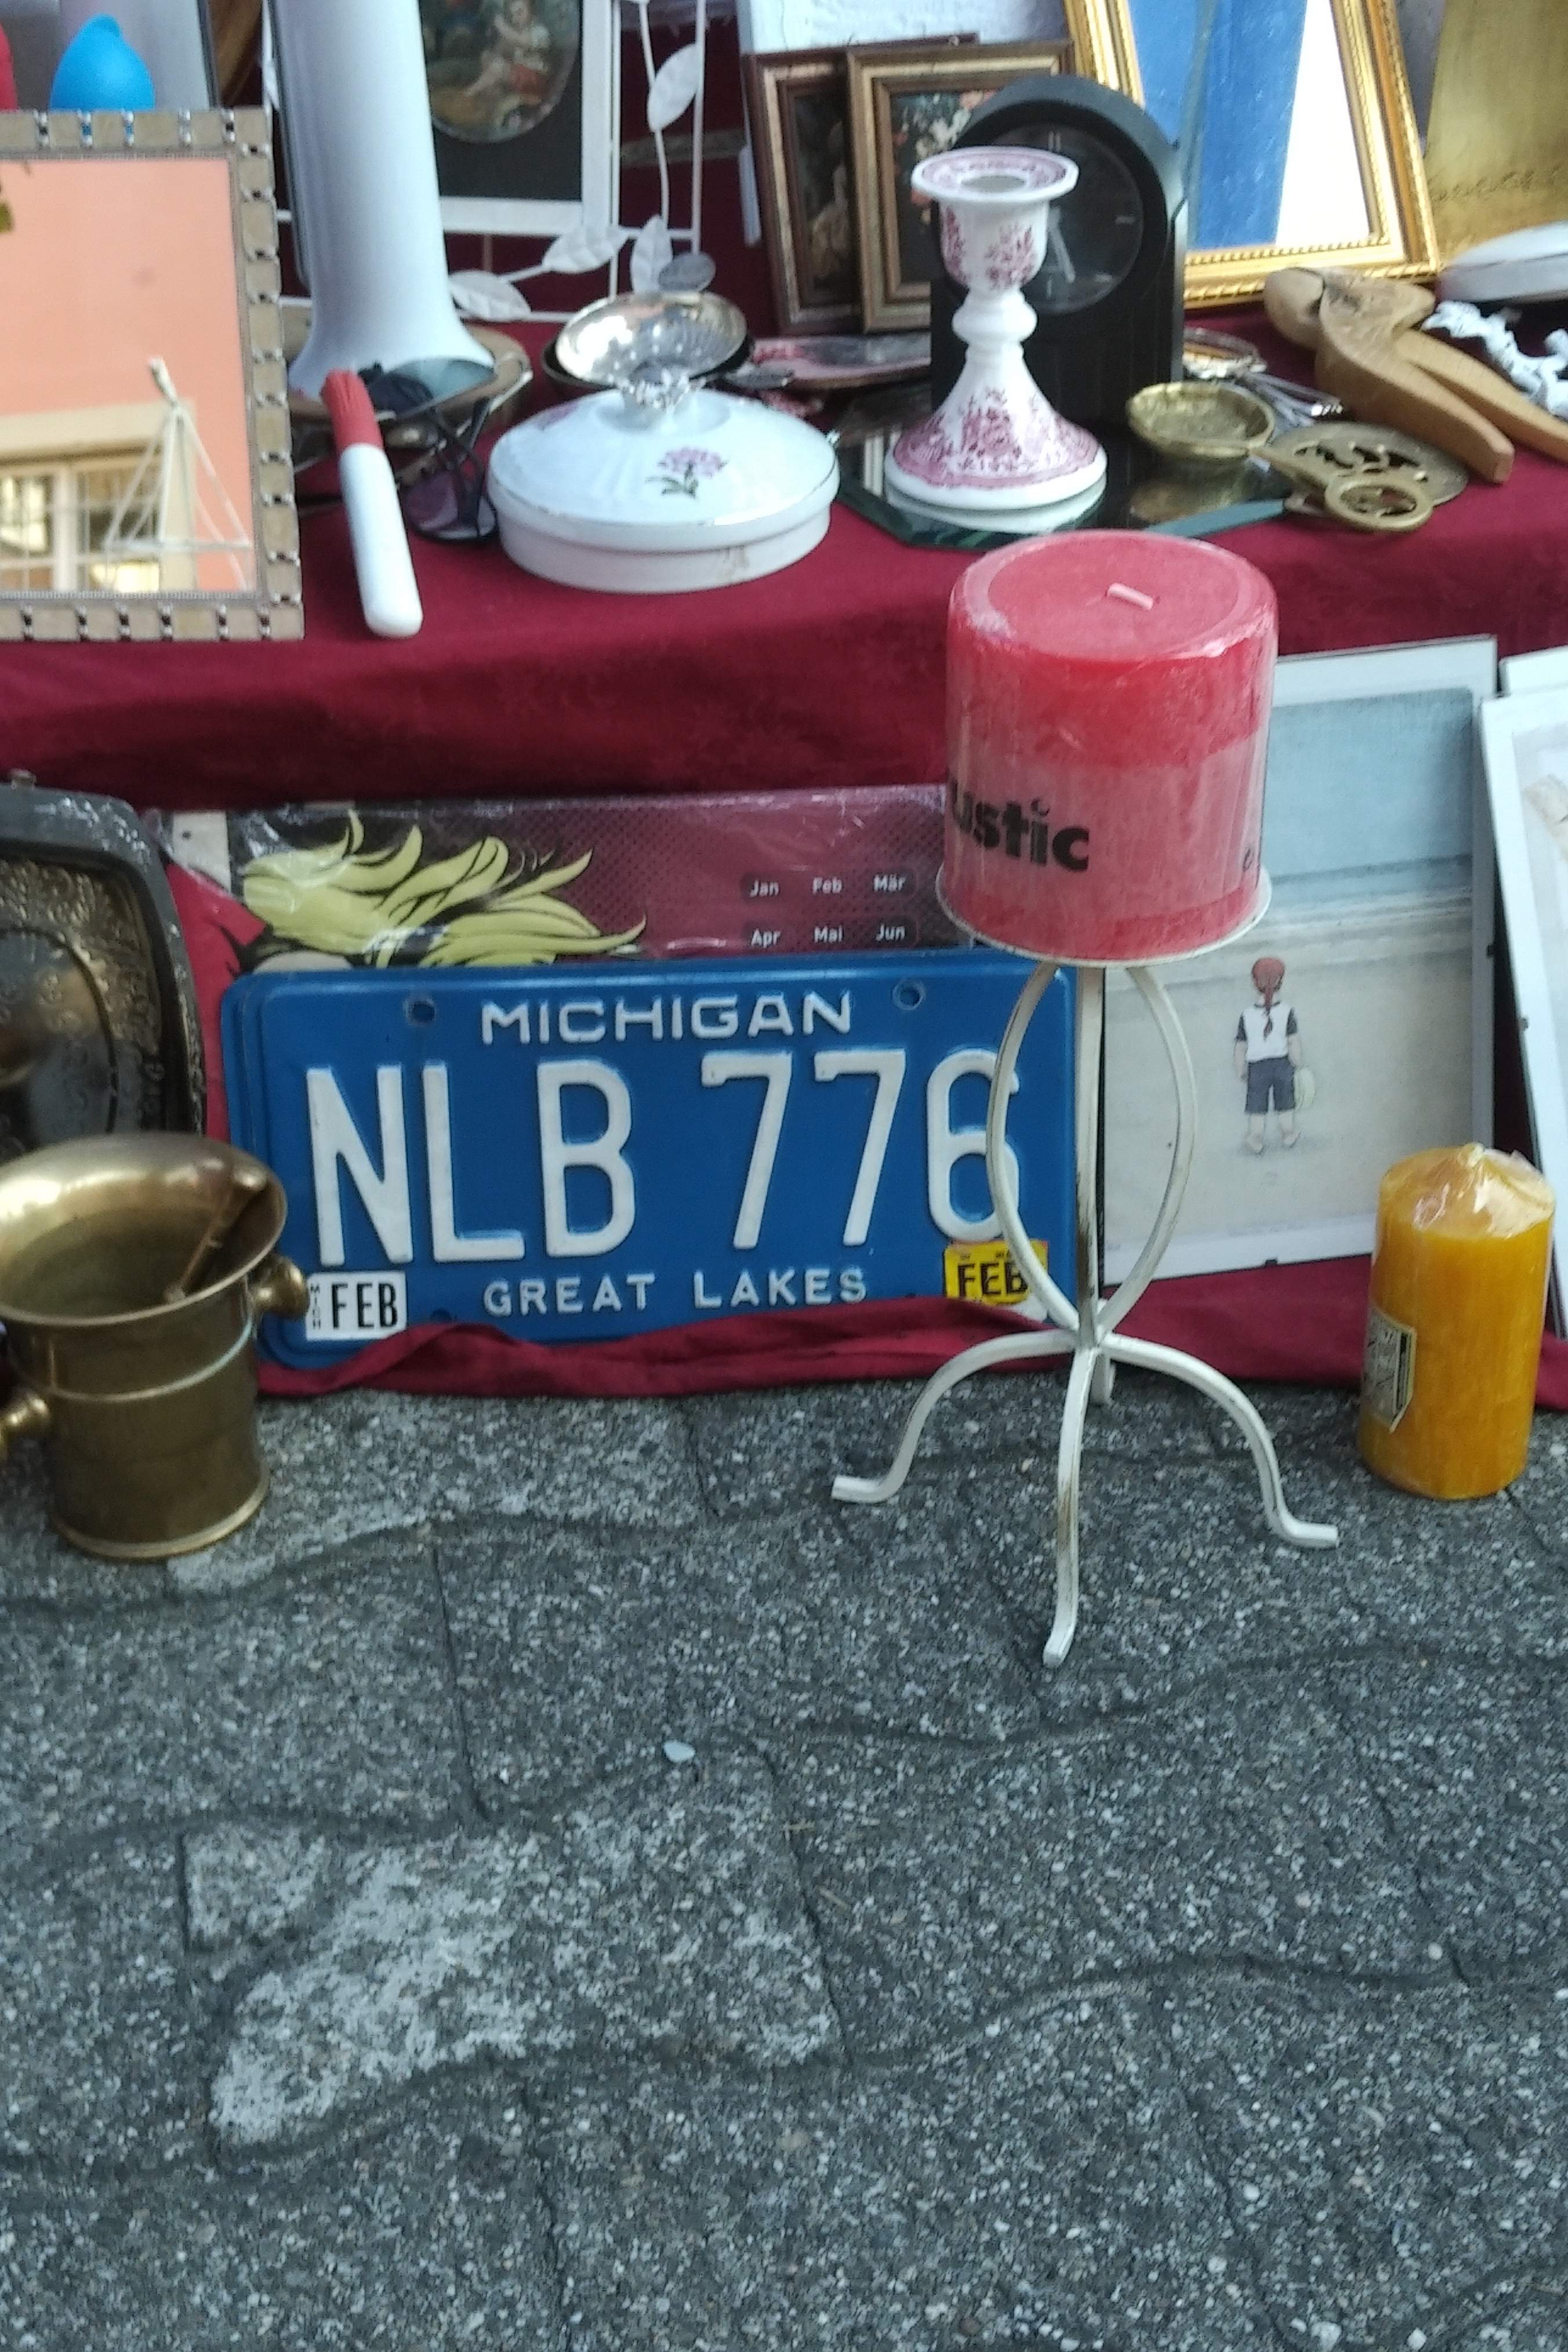 Jan Feb Mär
Apr Mai Jun
ustic
MICHIGAN
NLB 776
FEB
FEB
GREAT LAKES